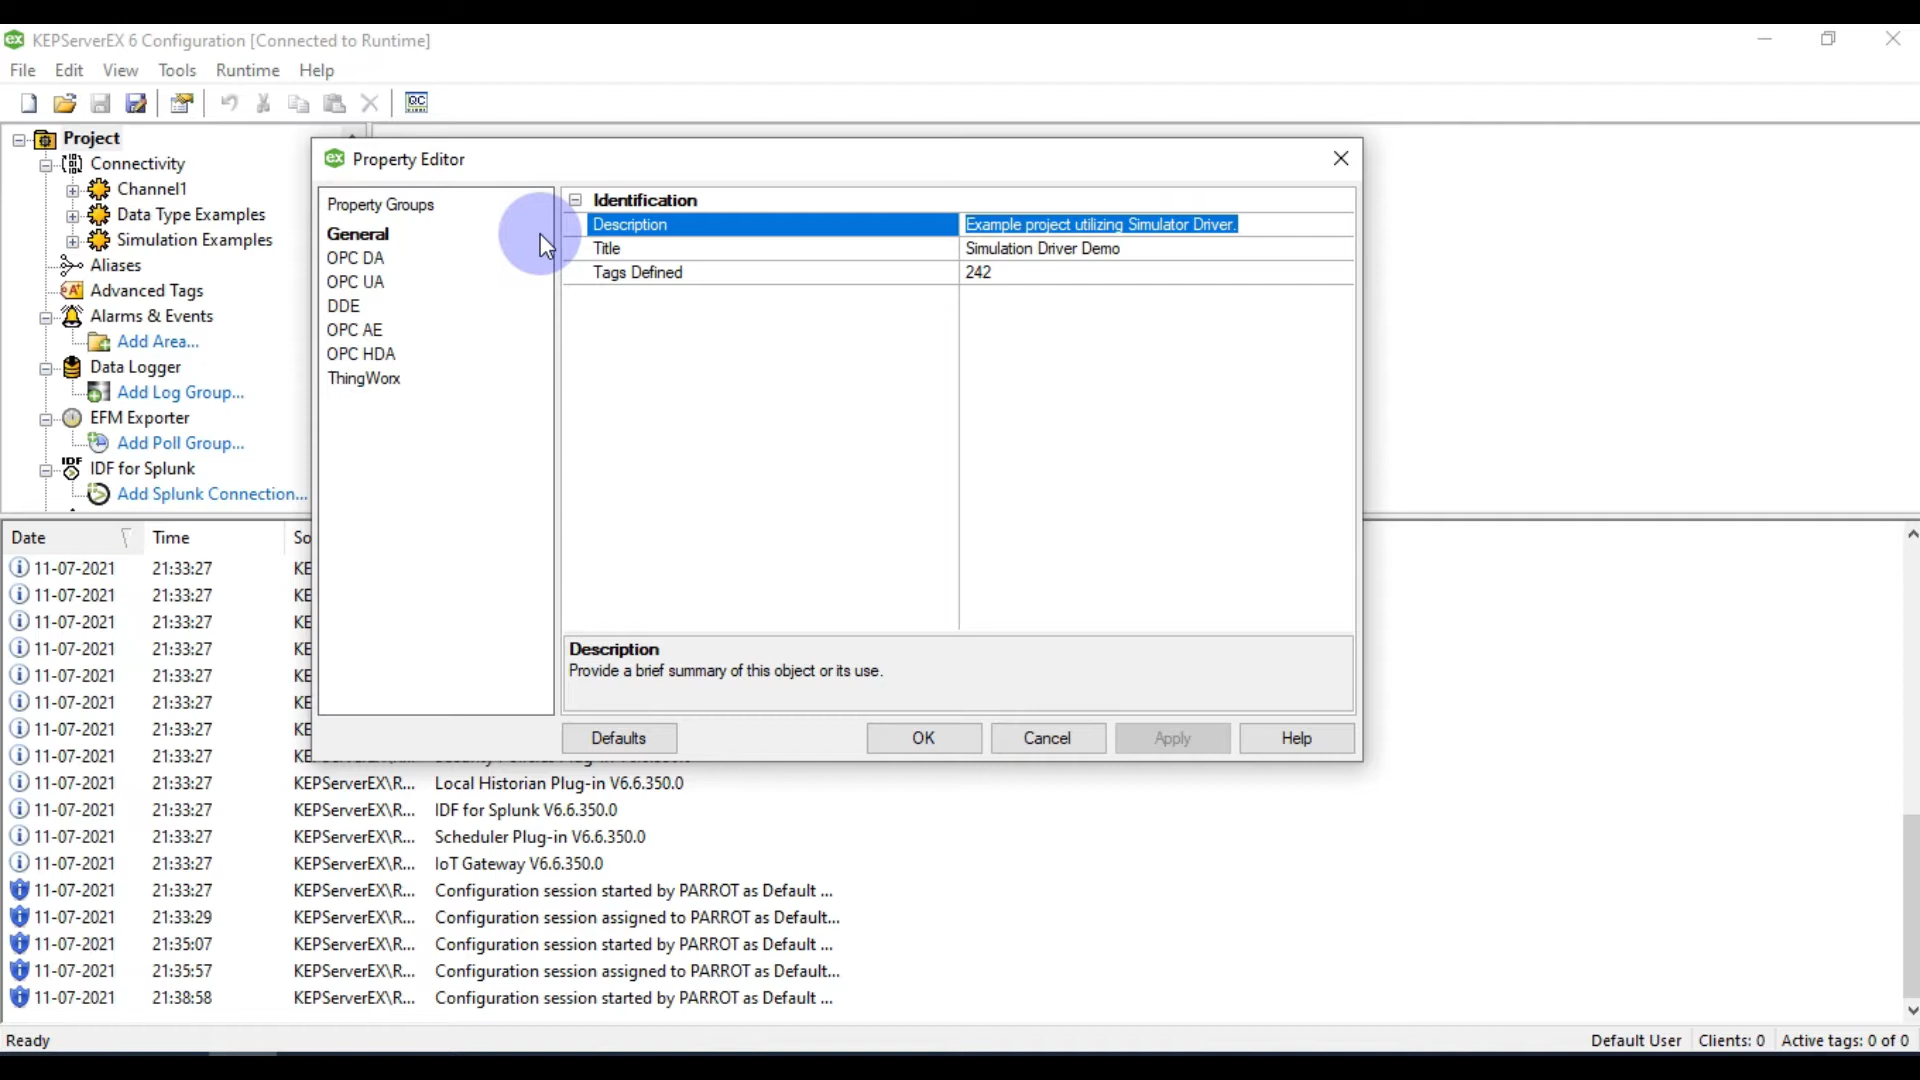 KEPServerEX 6 Configuration [Connected to Runtime]
File Edit View Tools Runtime Help
Project
Connectivity
Channel1
Data Type Examples
Simulation Examples
Aliases
Advanced Tags
Alarms & Events
Add Area...
Data Logger
Add Log Group...
EFM Exporter
Add Poll Group...
IDF for Splunk
Add Splunk Connection...
Property Editor
Property Groups
General
OPC DA
OPC UA
DDE
OPC AE
OPC HDA
ThingWorx
Identification
Description Example project utilizing Simulator Driver.
Title Simulation Driver Demo
Tags Defined 242
Description
Provide a brief summary of this object or its use.
Defaults OK Cancel Apply Help
Date Time So
11-07-2021 21:33:27 KE
11-07-2021 21:33:27 KE
11-07-2021 21:33:27 KE
11-07-2021 21:33:27 KE
11-07-2021 21:33:27 KE
11-07-2021 21:33:27 KE
11-07-2021 21:33:27 KE
11-07-2021 21:33:27
11-07-2021 21:33:27 KEPServerEX\R... Local Historian Plug-in V6.6.350.0
11-07-2021 21:33:27 KEPServerEX\R... IDF for Splunk V6.6.350.0
11-07-2021 21:33:27 KEPServerEX\R... Scheduler Plug-in V6.6.350.0
11-07-2021 21:33:27 KEPServerEX\R... IoT Gateway V6.6.350.0
11-07-2021 21:33:27 KEPServerEX\R... Configuration session started by PARROT as Default ...
11-07-2021 21:33:29 KEPServerEX\R... Configuration session assigned to PARROT as Default...
11-07-2021 21:35:07 KEPServerEX\R... Configuration session started by PARROT as Default ...
11-07-2021 21:35:57 KEPServerEX\R... Configuration session assigned to PARROT as Default...
11-07-2021 21:38:58 KEPServerEX\R... Configuration session started by PARROT as Default ...
Ready Default User Clients: 0 Active tags: 0 of 0